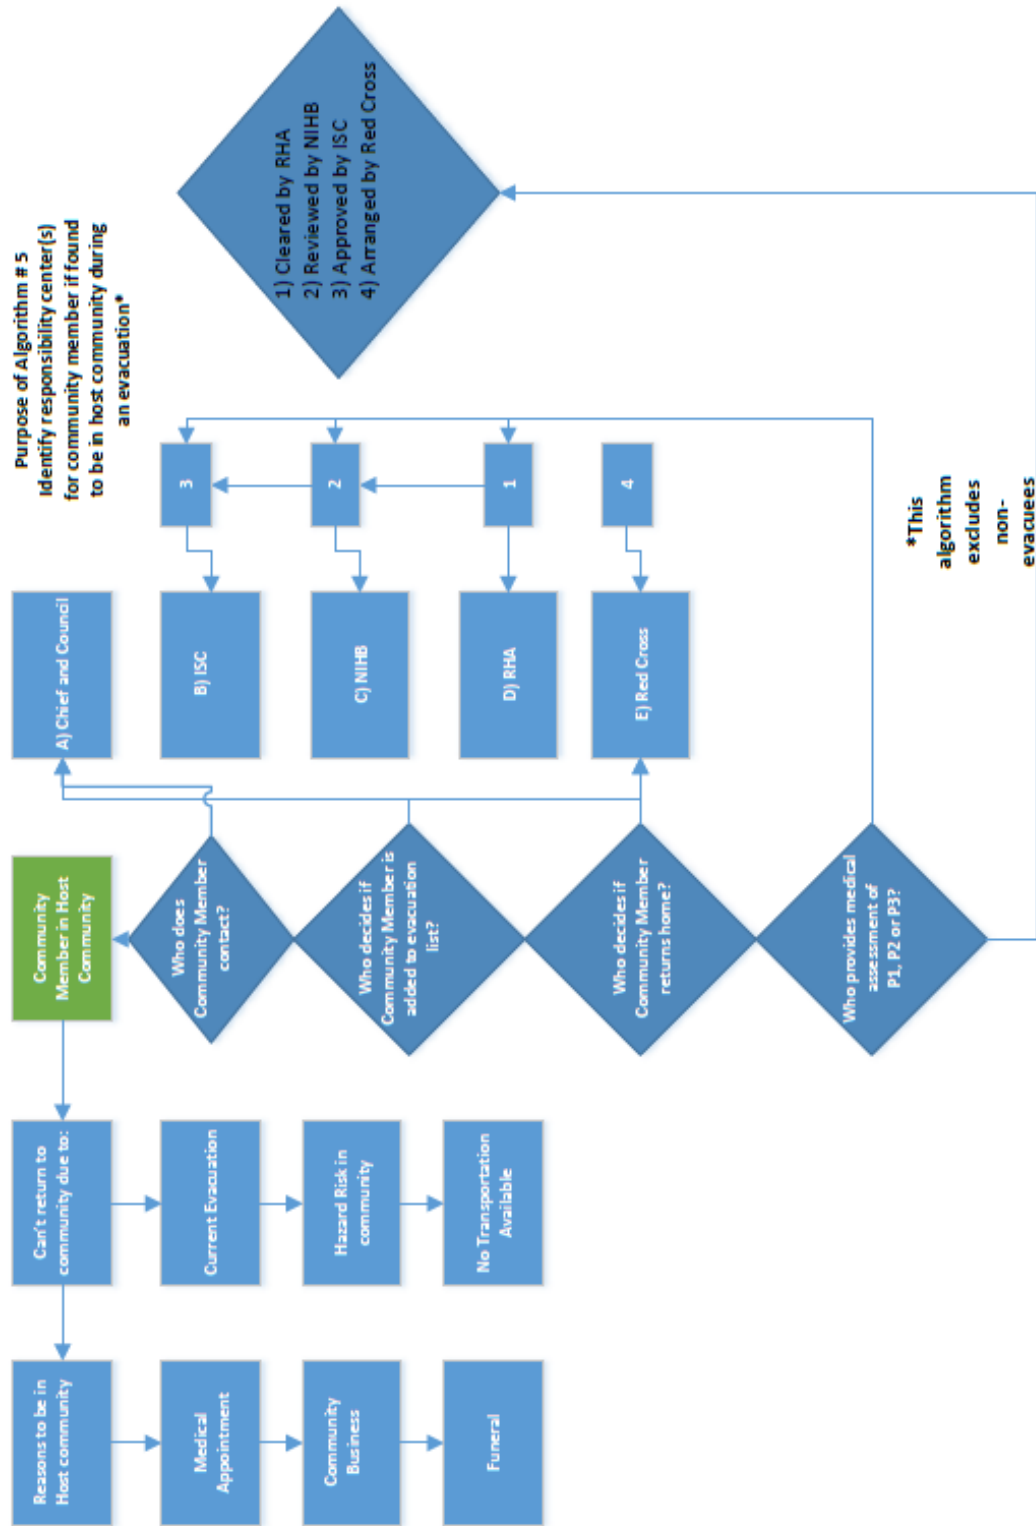 Reasons to be in
Host community
Medical
Appointment
Community
Business
Funeral
Can't return to
community due to:
Current Evacuation
Hazard Risk in
community
No Transportation
Available
Community
Member in Host
Community
Who does
Community Member
contact?
Who decides if
Community Member is
added to evacuation
list?
Who decides if
Community Member
returns home?
Who provides medical
assessment of
P1, P2 or P3?
A) Chief and Council
B) ISC
C) NIHB
D) RHA
E) Red Cross
3
2
1
4
Purpose of Algorithm # 5
Identify responsibility center(s)
for community member if found
to be in host community during
an evacuation*
1) Cleared by RHA
2) Reviewed by NIHB
3) Approved by ISC
4) Arranged by Red Cross
*This
algorithm
excludes
non-
evacuees